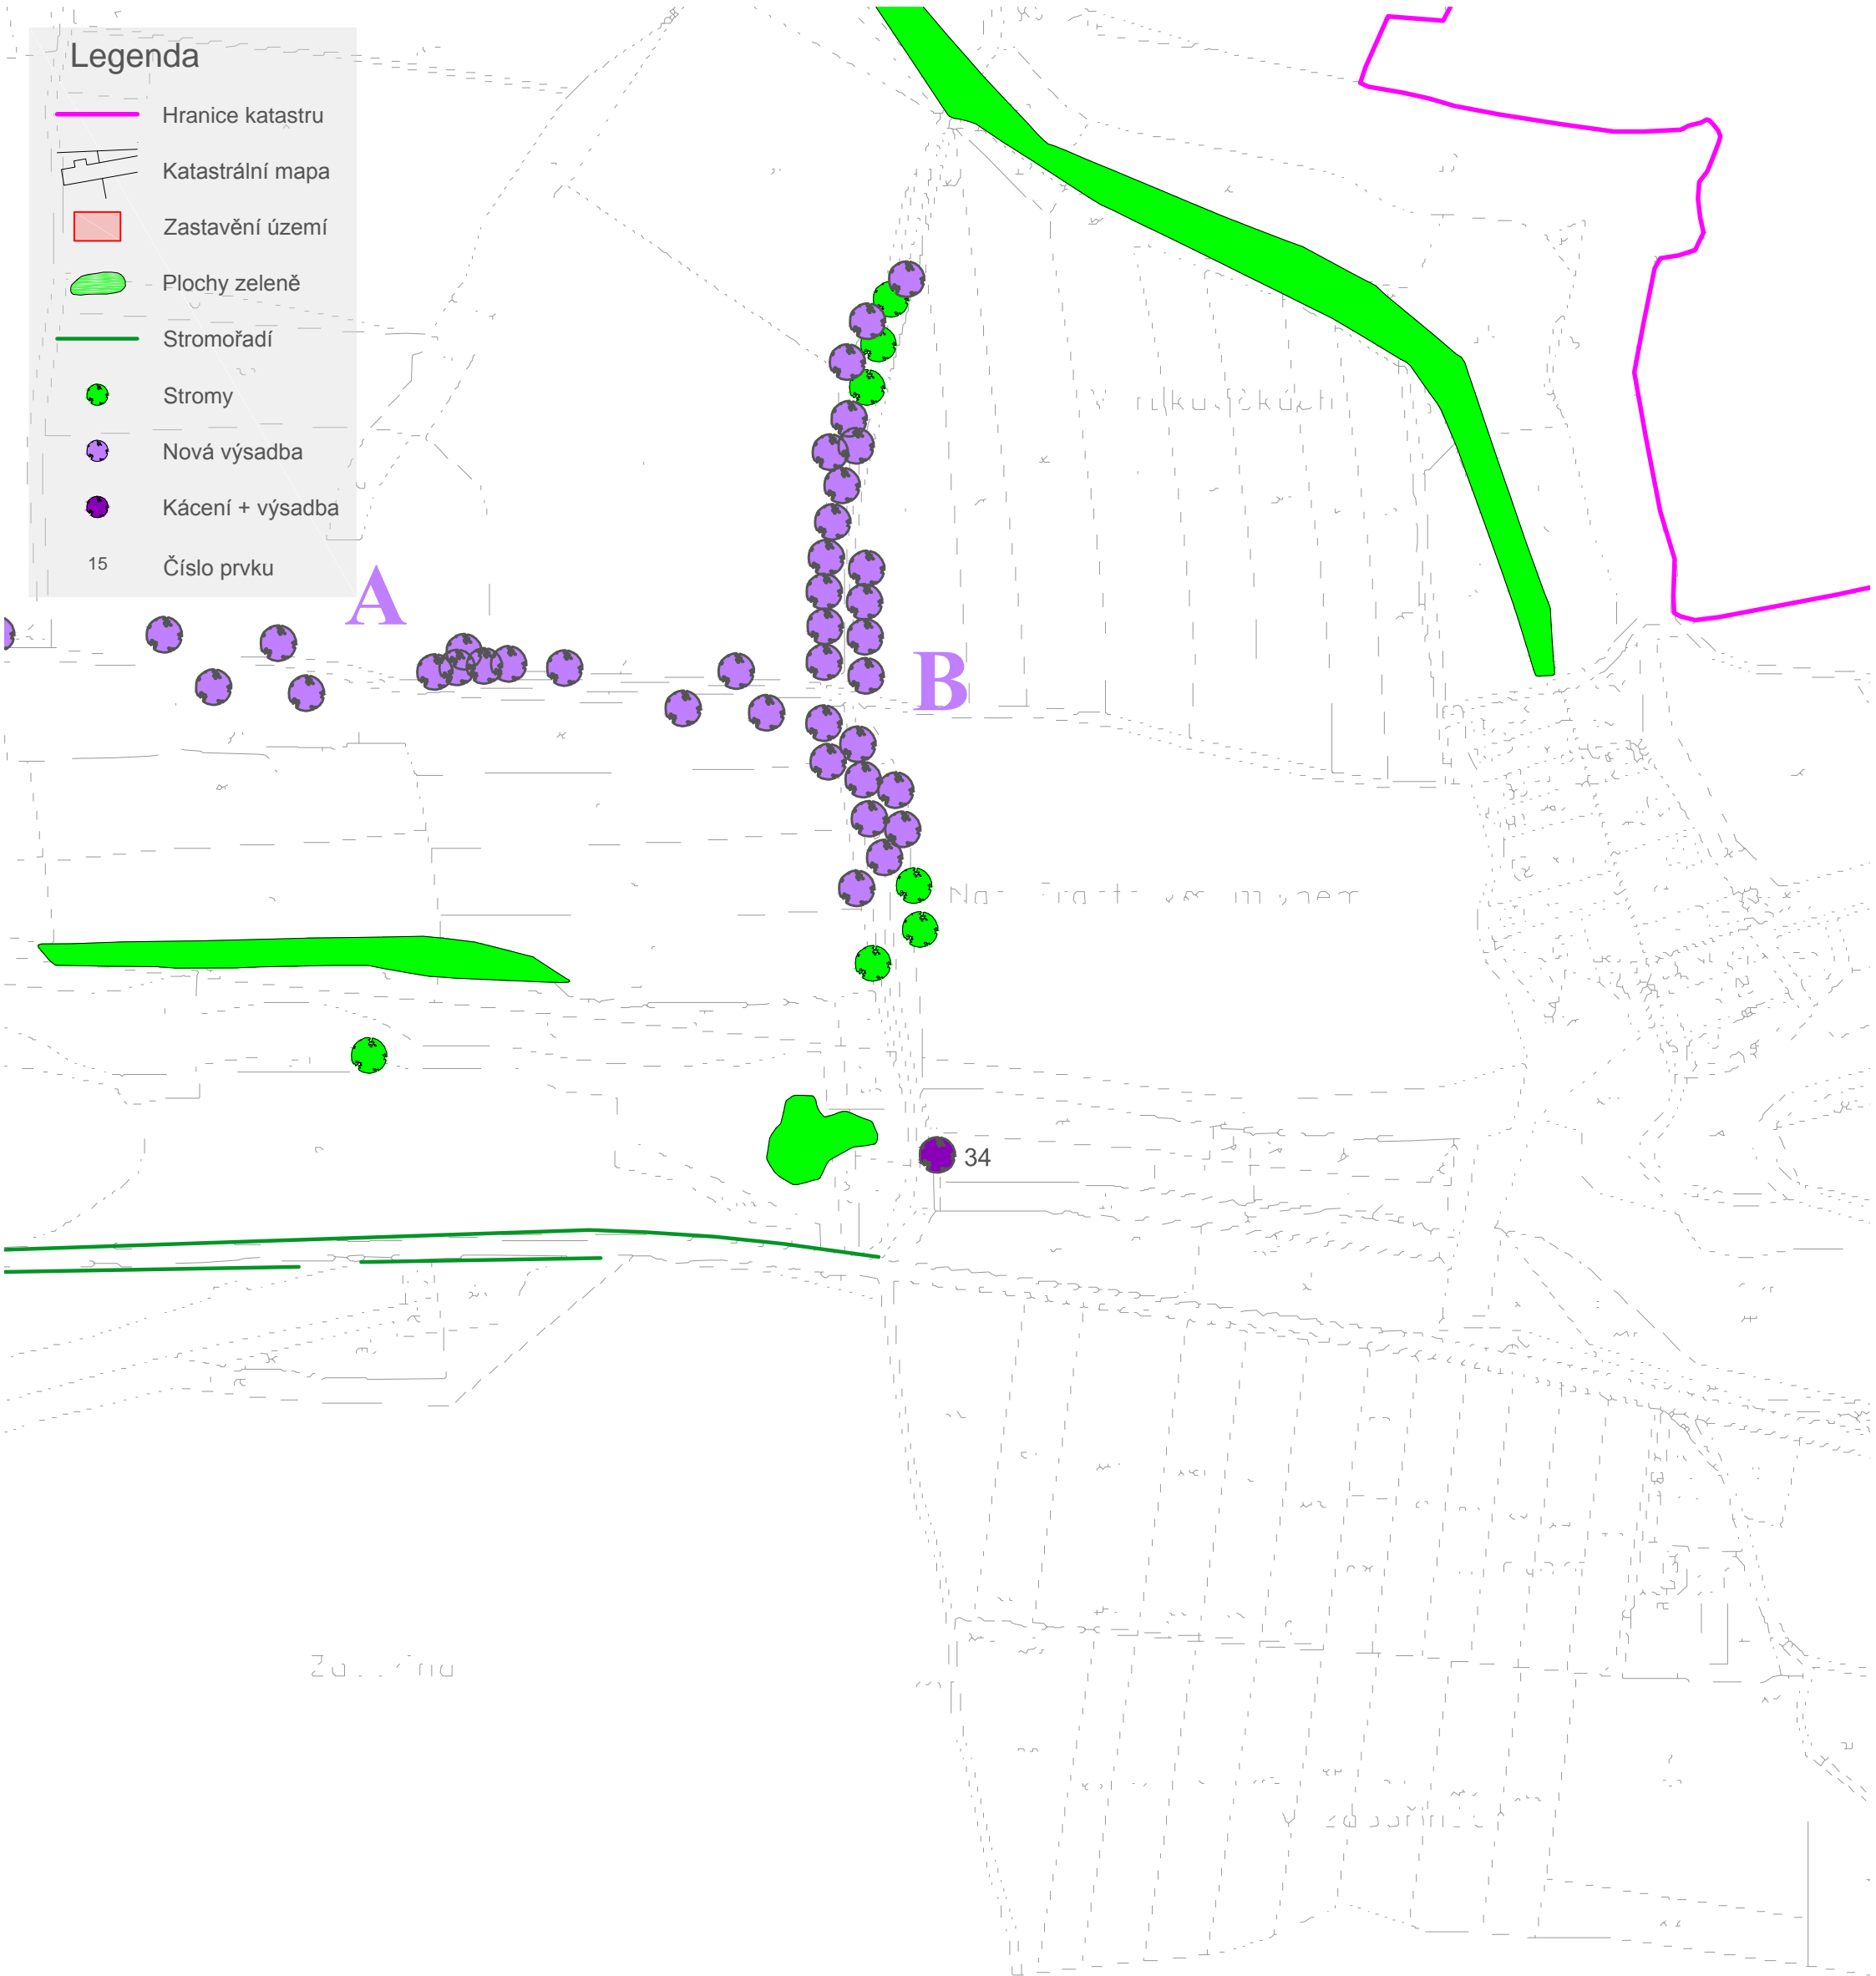 Legenda
Hranice katastru
Katastrální mapa
Zastavění území
Plochy zeleně
Stromořadí
Stromy
Nová výsadba
Kácení + výsadba
15 Číslo prvku
A
B
34